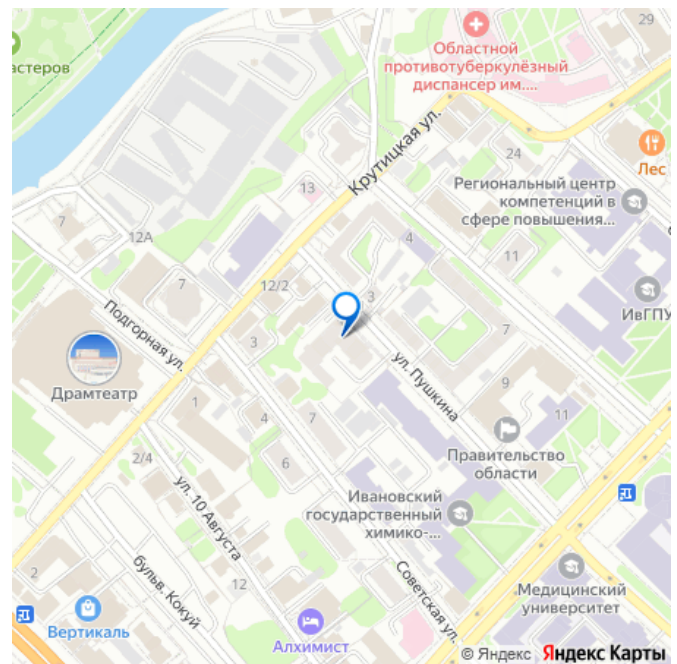 29
Областной
противотуберкулёзный
диспансер им....
астеров
Крутицкая ул.
Лес
24
Региональный центр
компетенций в
сфере повышения...
13
7
12А
4
11
7
12/2
3
ИвГПУ
Подгорная ул.
3
7
ул. Пушкина
Драмтеатр
9
1
4
7
11
Правительство
области
2/4
6
ул. 10 Августа
Ивановский
государственный
химико-...
бульв. Кокуй
12
Советская ул.
2
Медицинский
университет
Вертикаль
Алхимист
© Яндекс Яндекс Карты